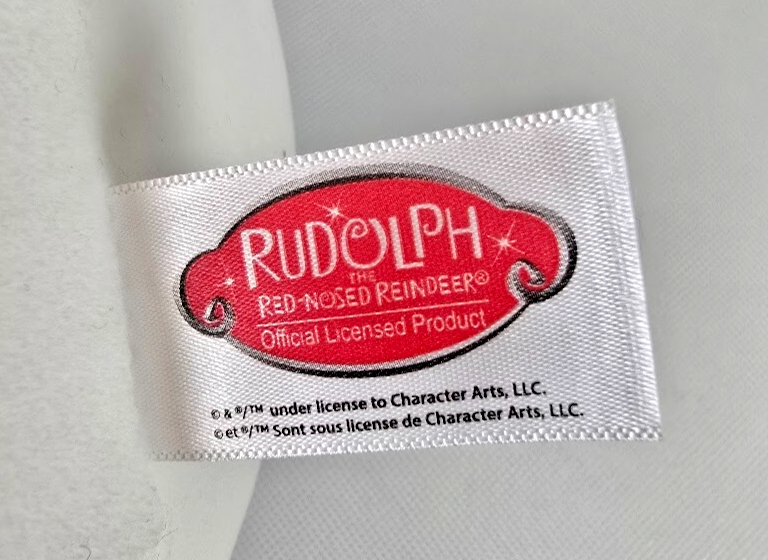 RUDOLPH
THE
RED-NOSED REINDEER®
Official Licensed Product
© & ®/™ under license to Character Arts, LLC.
© et ®/™ Sont sous license de Character Arts, LLC.